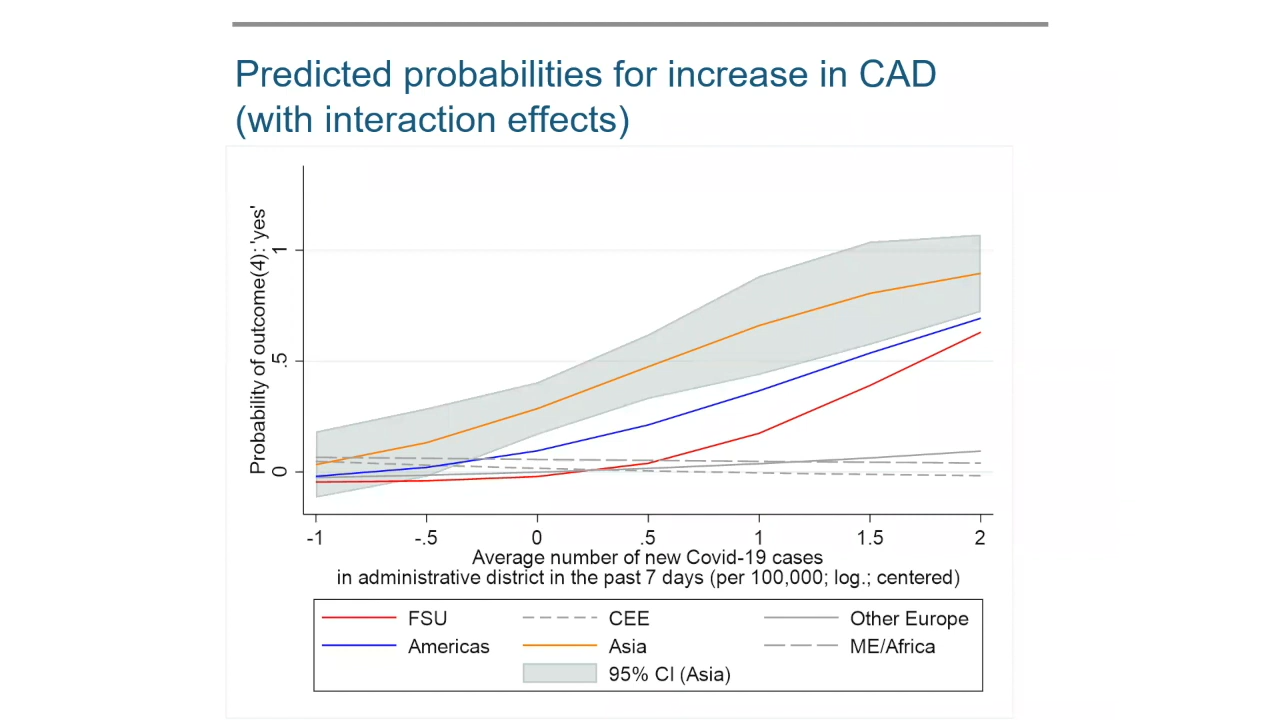 Predicted probabilities for increase in CAD
(with interaction effects)
Probability of outcome(4): 'yes'
1
.5
0
-1 -.5 0 .5 1 1.5 2
Average number of new Covid-19 cases
in administrative district in the past 7 days (per 100,000; log.; centered)
FSU CEE Other Europe
Americas Asia ME/Africa
95% CI (Asia)